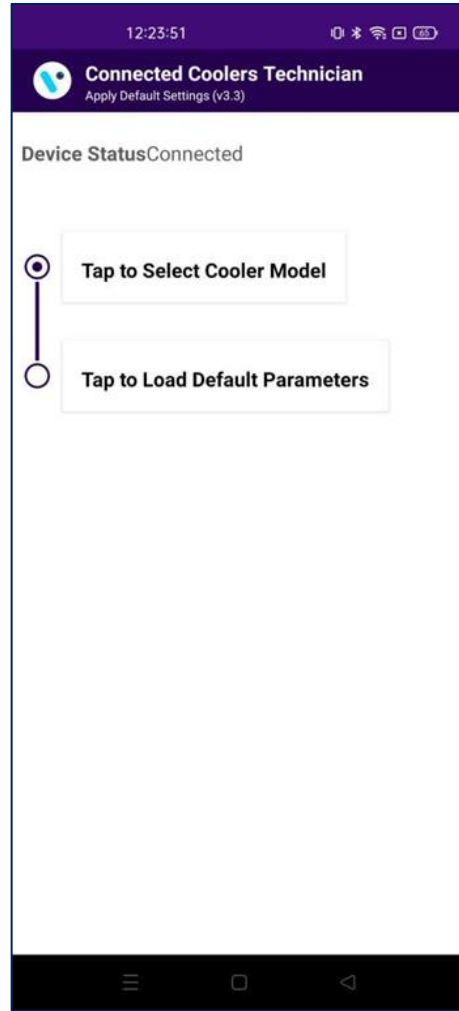 12:23:51
65
Connected Coolers Technician
Apply Default Settings (v3.3)
Device StatusConnected
Tap to Select Cooler Model
Tap to Load Default Parameters